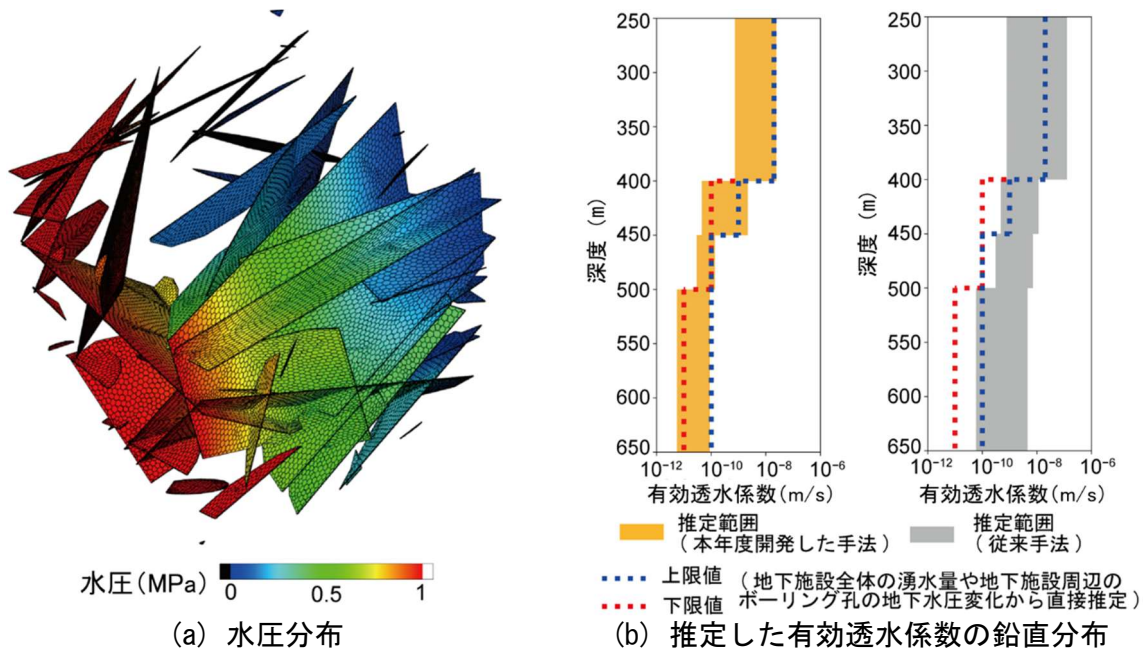 水圧(MPa)
0
0.5
1
(a) 水圧分布
250
300
350
400
450
500
550
600
650
深度 (m)
10⁻¹²
10⁻¹⁰
10⁻⁸
10⁻⁶
有効透水係数(m/s)
推定範囲
(本年度開発した手法)
250
300
350
400
450
500
550
600
650
深度 (m)
10⁻¹²
10⁻¹⁰
10⁻⁸
10⁻⁶
有効透水係数(m/s)
推定範囲
(従来手法)
上限値
下限値
(地下施設全体の湧水量や地下施設周辺の
ボーリング孔の地下水圧変化から直接推定)
(b) 推定した有効透水係数の鉛直分布